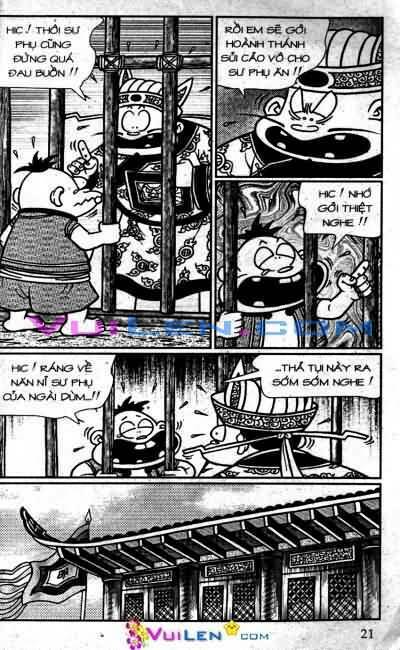 HIC! THÔI SƯ
PHỤ CŨNG
ĐỪNG QUÁ
ĐAU BUỒN!!
RỒI EM SẼ GỞI
HOÀNH THÁNH
SỦI CẢO VÔ CHO
SƯ PHỤ ĂN!!
HIC! NHỚ
GỞI THIỆT
NGHE!!
VUILEN.COM
HIC! RÁNG VỀ
NĂN NỈ SƯ PHỤ
CỦA NGÀI DÙM...!!
...THẢ TỤI NÀY RA
SỚM SỚM NGHE!
21
VUILEN.COM